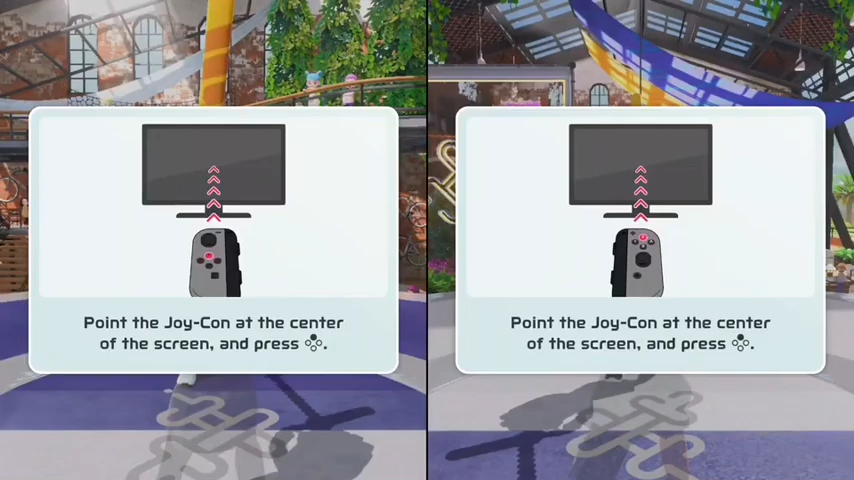 Point the Joy-Con at the center
of the screen, and press .
Point the Joy-Con at the center
of the screen, and press .